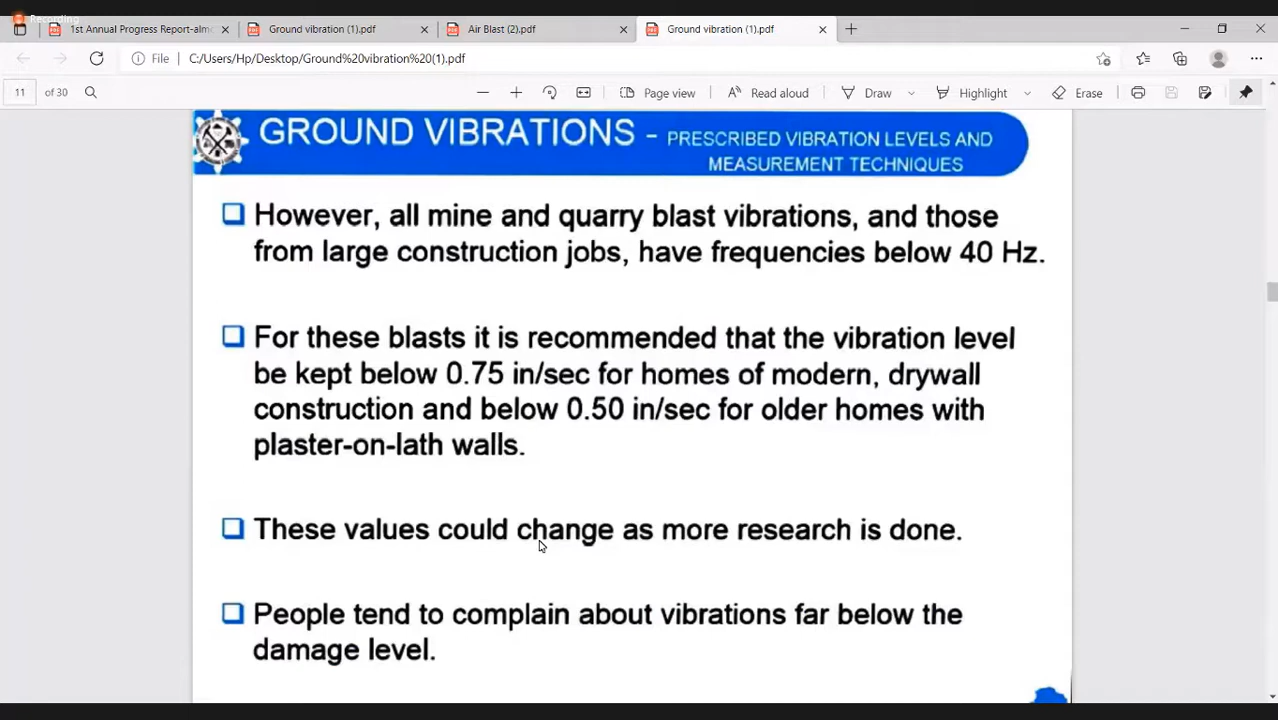 Recording
1st Annual Progress Report-alm
Ground vibration (1).pdf
Air Blast (2).pdf
Ground vibration (1).pdf
File
C:/Users/Hp/Desktop/Ground%20vibration%20(1).pdf
11
of 30
Page view
Read aloud
Draw
Highlight
Erase
GROUND VIBRATIONS - PRESCRIBED VIBRATION LEVELS AND
MEASUREMENT TECHNIQUES
However, all mine and quarry blast vibrations, and those
from large construction jobs, have frequencies below 40 Hz.
For these blasts it is recommended that the vibration level
be kept below 0.75 in/sec for homes of modern, drywall
construction and below 0.50 in/sec for older homes with
plaster-on-lath walls.
These values could change as more research is done.
People tend to complain about vibrations far below the
damage level.